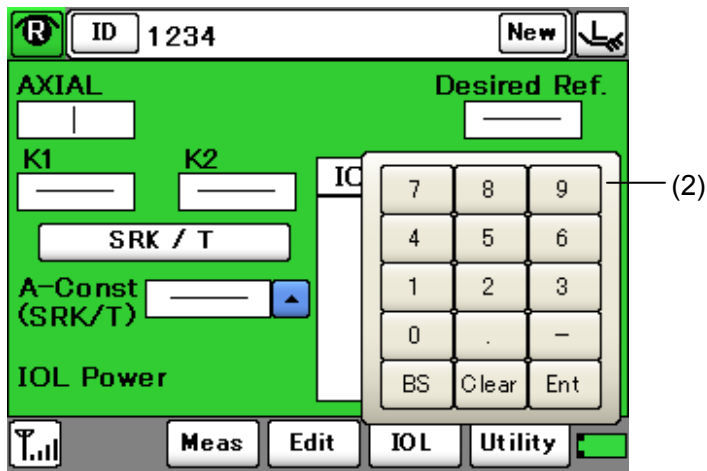 R ID 1234 New
AXIAL Desired Ref.
K1 K2 IO
7 8 9 (2)
SRK / T
4 5 6
A-Const
(SRK/T)
1 2 3
0 . -
IOL Power
BS Clear Ent
Meas Edit IOL Utility